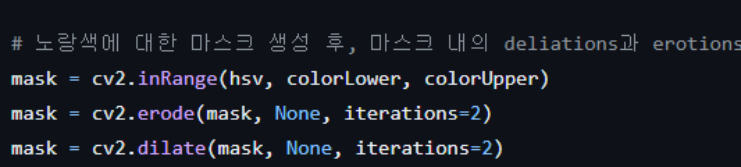 # 노랑색에 대한 마스크 생성 후, 마스크 내의 deliations과 erotions
mask = cv2.inRange(hsv, colorLower, colorUpper)
mask = cv2.erode(mask, None, iterations=2)
mask = cv2.dilate(mask, None, iterations=2)